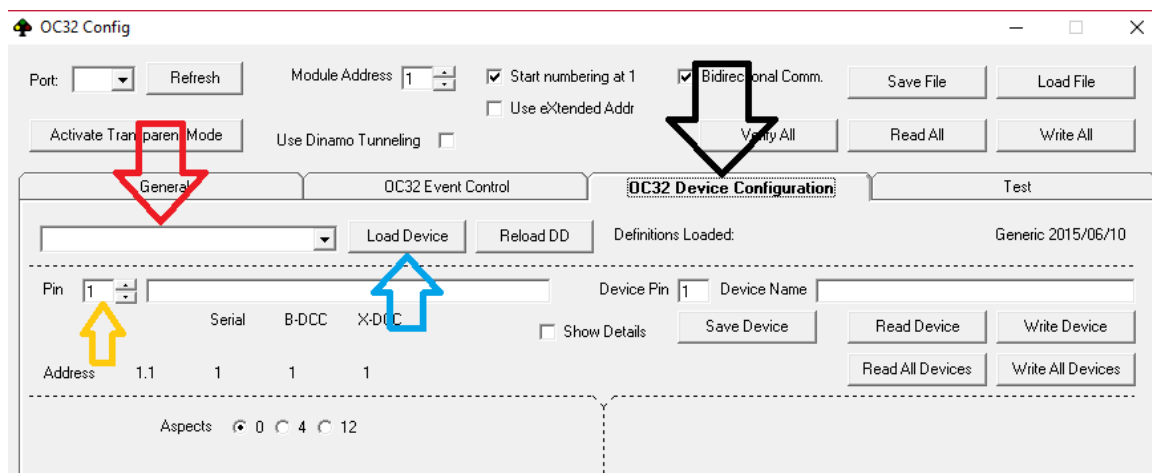 OC32 Config
Port: Refresh Module Address 1 Start numbering at 1 Bidirectional Comm. Save File Load File
Use eXtended Addr
Activate Transparent Mode Use Dinamo Tunneling Verify All Read All Write All
General OC32 Event Control OC32 Device Configuration Test
Load Device Reload DD Definitions Loaded: Generic 2015/06/10
Pin 1 Device Pin 1 Device Name
Serial B-DCC X-DCC Show Details Save Device Read Device Write Device
Address 1.1 1 1 1 Read All Devices Write All Devices
Aspects 0 4 12